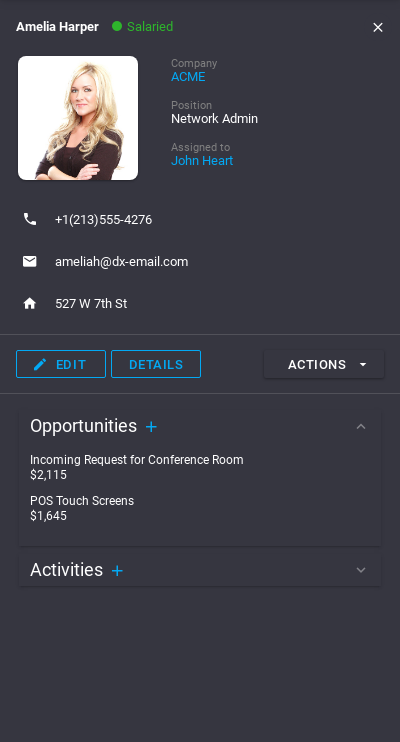 Amelia Harper Salaried
Company
ACME
Position
Network Admin
Assigned to
John Heart
+1(213)555-4276
ameliah@dx-email.com
527 W 7th St
EDIT DETAILS ACTIONS
Opportunities
Incoming Request for Conference Room
$2,115
POS Touch Screens
$1,645
Activities